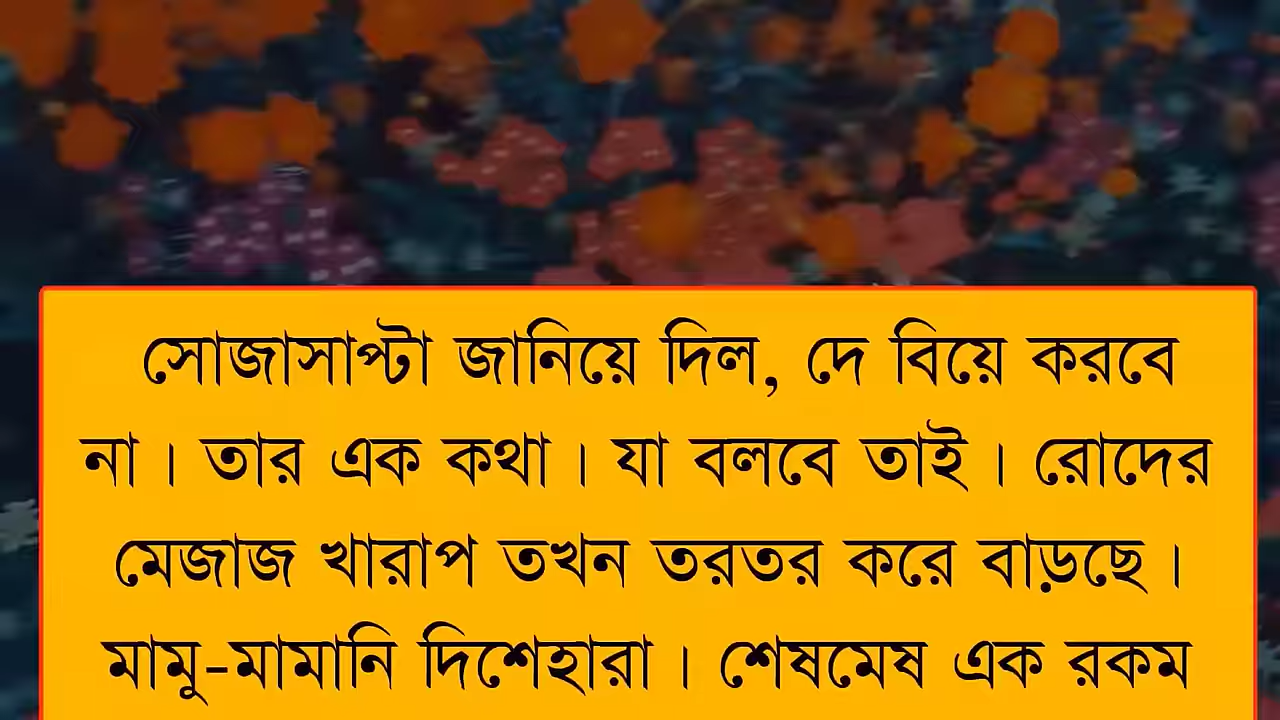 সোজাসাপ্টা জানিয়ে দিল, দে বিয়ে করবে
না। তার এক কথা। যা বলবে তাই। রোদের
মেজাজ খারাপ তখন তরতর করে বাড়ছে।
মামু-মামানি দিশেহারা। শেষমেষ এক রকম